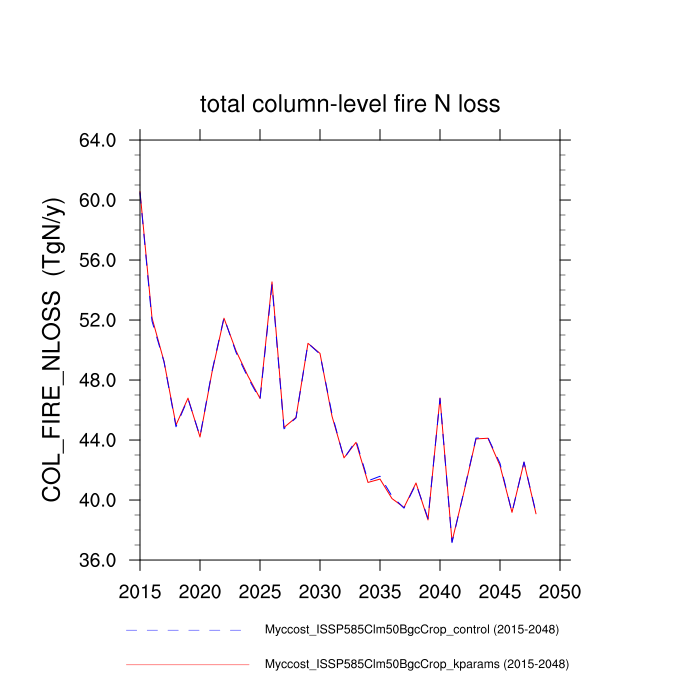 total column-level fire N loss
COL_FIRE_NLOSS (TgN/y)
64.0
60.0
56.0
52.0
48.0
44.0
40.0
36.0
2015 2020 2025 2030 2035 2040 2045 2050
Myccost_ISSP585Clm50BgcCrop_control (2015-2048)
Myccost_ISSP585Clm50BgcCrop_kparams (2015-2048)